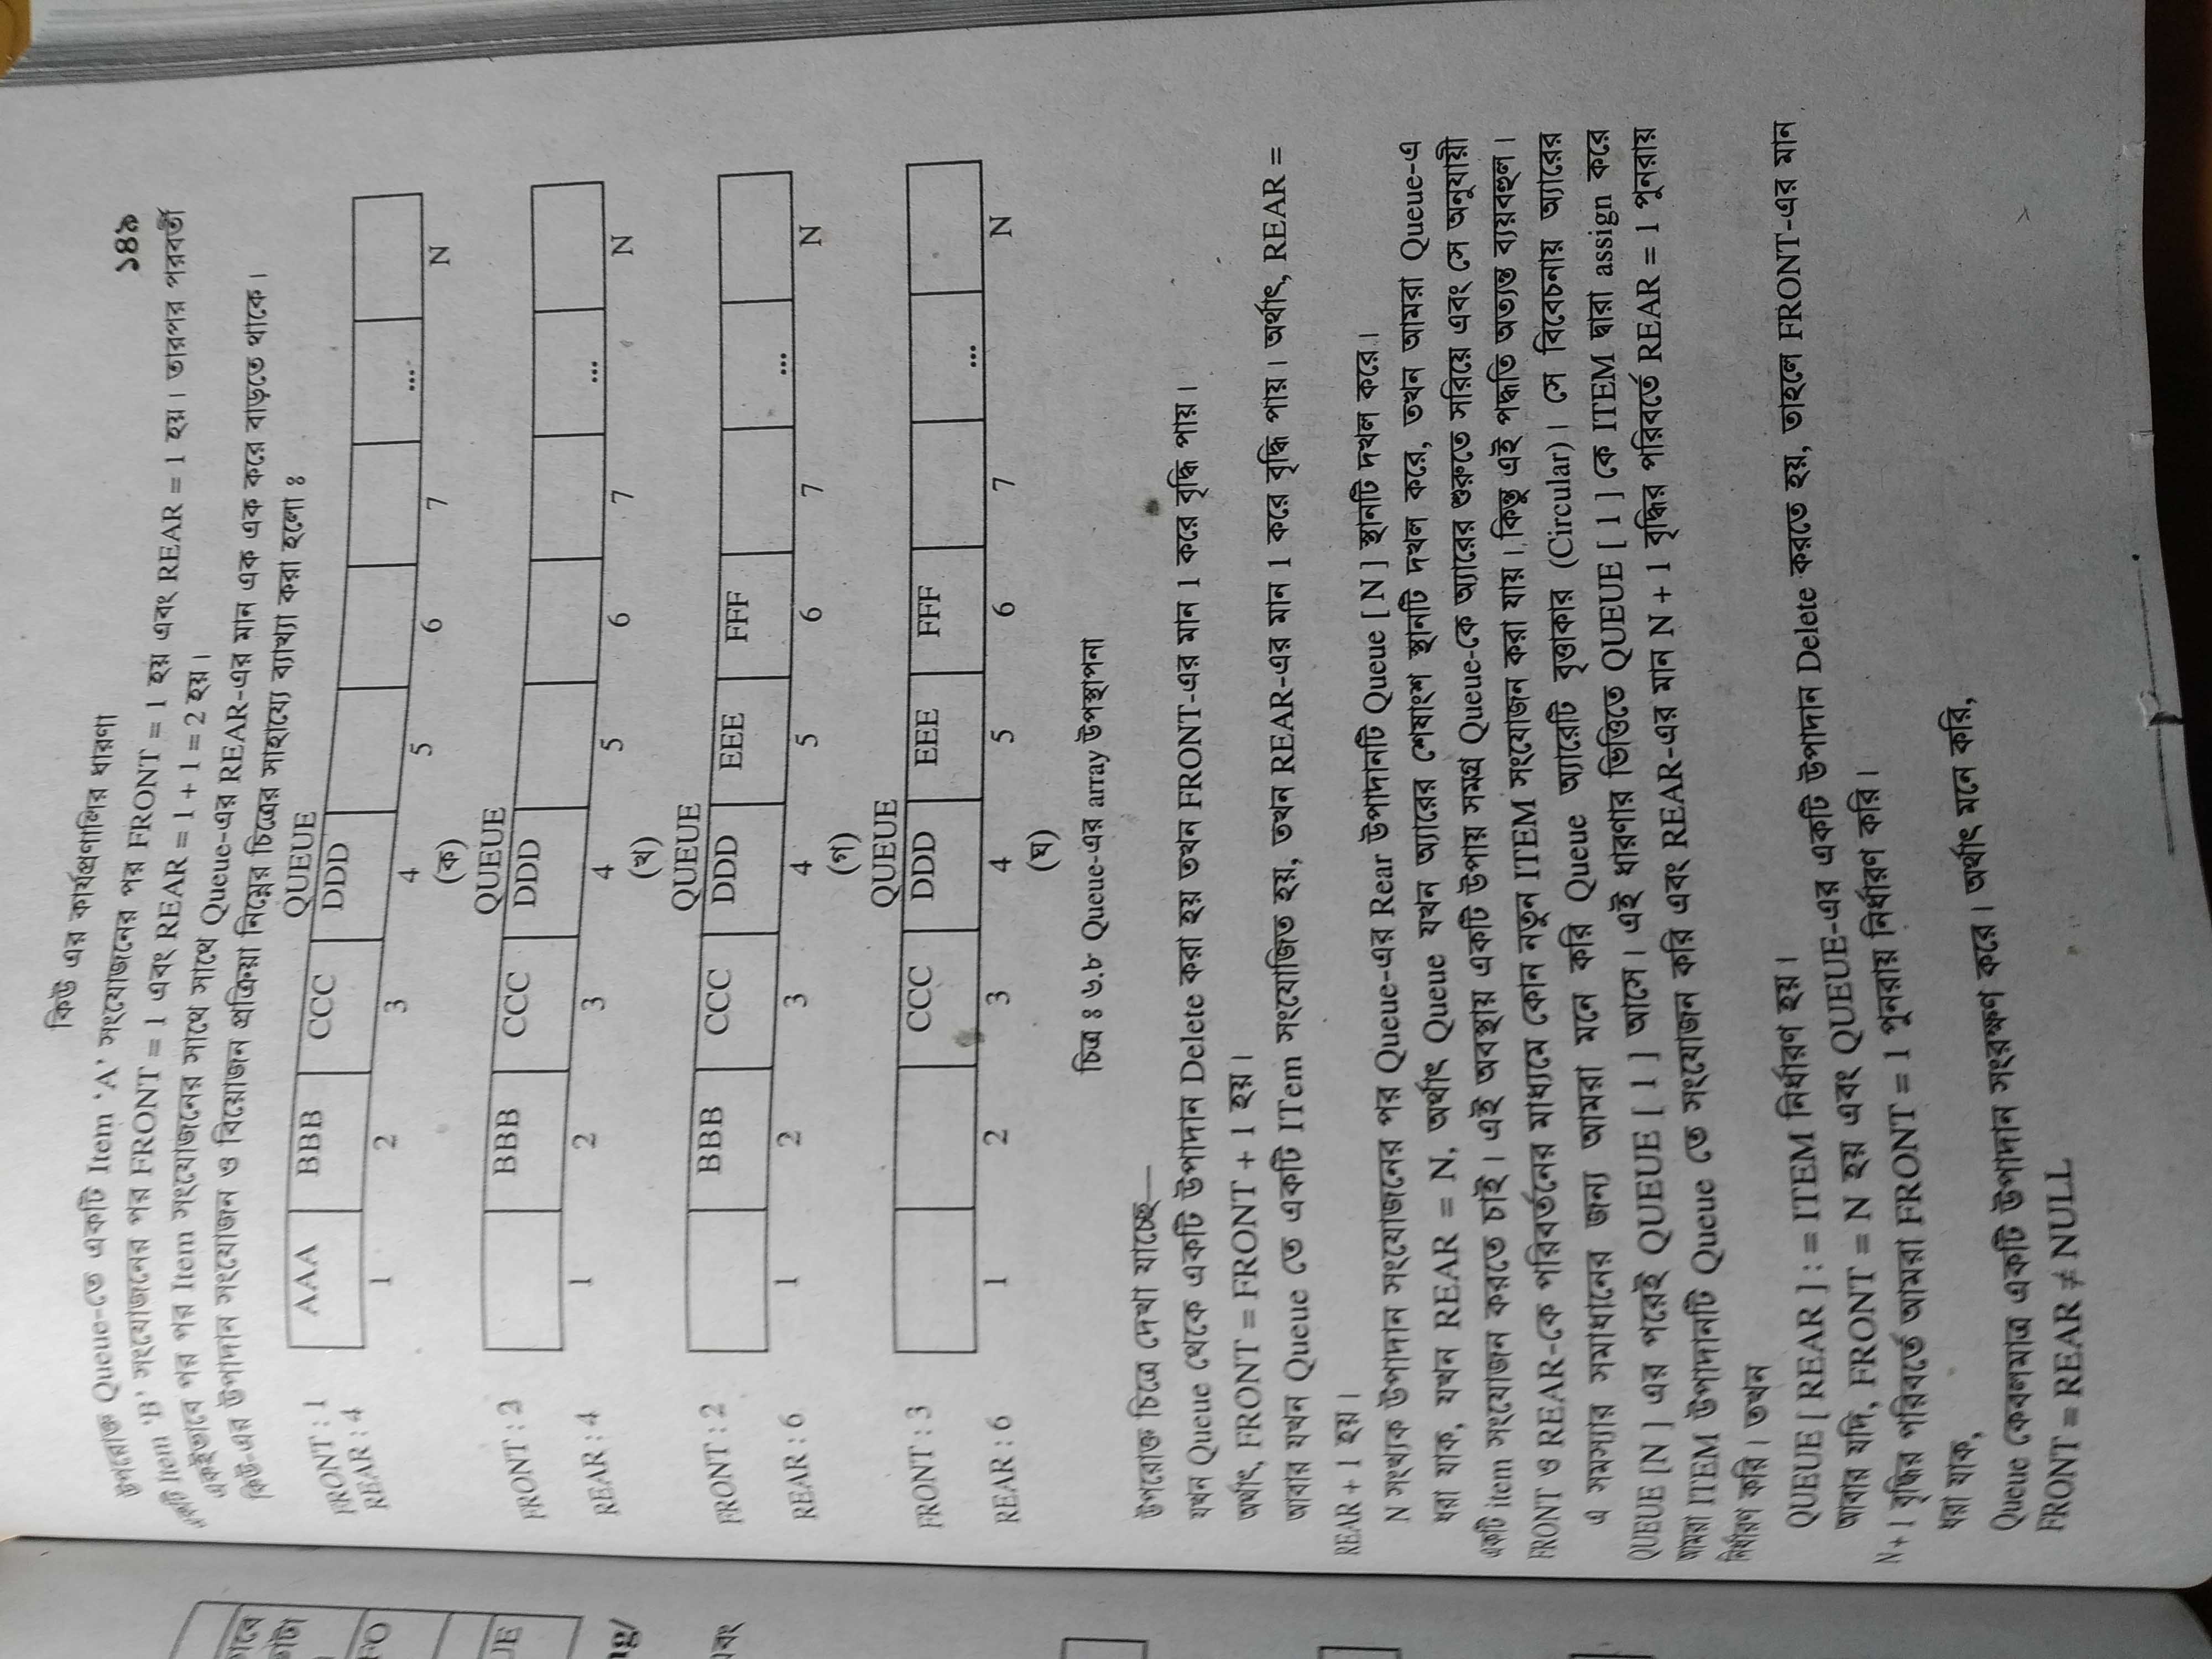 কিউ এর কার্যপ্রণালির ধারণা ১৪৯
উপরোক্ত Queue-তে একটি Item ‘A’ সংযোজনের পর FRONT = 1 হয় এবং REAR = 1 হয়। তারপর পরবর্তী
একটি Item ‘B’ সংযোজনের পর FRONT = 1 এবং REAR = 1 + 1 = 2 হয়।
একইভাবে পর পর Item সংযোজনের সাথে সাথে Queue-এর REAR-এর মান এক এক করে বাড়তে থাকে।
কিউ-এর উপাদান সংযোজন ও বিয়োজন প্রক্রিয়া নিম্নের চিত্রের সাহায্যে ব্যাখ্যা করা হলো ঃ
QUEUE
FRONT : 1 AAA BBB CCC DDD ....
REAR : 4 1 2 3 4 5 6 7 N
(ক)
QUEUE
FRONT : 2 BBB CCC DDD ...
REAR : 4 1 2 3 4 5 6 7 N
(খ)
QUEUE
FRONT : 2 BBB CCC DDD EEE FFF ...
REAR : 6 1 2 3 4 5 6 7 N
(গ)
QUEUE
FRONT : 3 CCC DDD EEE FFF ...
REAR : 6 1 2 3 4 5 6 7 N
(ঘ)
চিত্র ঃ ৬.৮ Queue-এর array উপস্থাপনা
উপরোক্ত চিত্রে দেখা যাচ্ছে—
যখন Queue থেকে একটি উপাদান Delete করা হয় তখন FRONT-এর মান 1 করে বৃদ্ধি পায়।
অর্থাৎ, FRONT = FRONT + 1 হয়।
আবার যখন Queue তে একটি ITem সংযোজিত হয়, তখন REAR-এর মান 1 করে বৃদ্ধি পায়। অর্থাৎ, REAR =
REAR + 1 হয়।
N সংখ্যক উপাদান সংযোজনের পর Queue-এর Rear উপাদানটি Queue [ N ] স্থানটি দখল করে।
ধরা যাক, যখন REAR = N, অর্থাৎ Queue যখন অ্যারের শেষাংশ স্থানটি দখল করে, তখন আমরা Queue-এ
একটি item সংযোজন করতে চাই। এই অবস্থায় একটি উপায় সমগ্র Queue-কে অ্যারের শুরুতে সরিয়ে এবং সে অনুযায়ী
FRONT ও REAR-কে পরিবর্তনের মাধ্যমে কোন নতুন ITEM সংযোজন করা যায়। কিন্তু এই পদ্ধতি অত্যন্ত ব্যয়বহুল।
এ সমস্যার সমাধানের জন্য আমরা মনে করি Queue অ্যারেটি বৃত্তাকার (Circular)। সে বিবেচনায় অ্যারের
QUEUE [N ] এর পরেই QUEUE [ 1 ] আসে। এই ধারণার ভিত্তিতে QUEUE [ 1 ] কে ITEM দ্বারা assign করে
আমরা ITEM উপাদানটি Queue তে সংযোজন করি এবং REAR-এর মান N + 1 বৃদ্ধির পরিবর্তে REAR = 1 পুনরায়
নির্ধারণ করি। তখন
QUEUE [ REAR ] : = ITEM নির্ধারণ হয়।
আবার যদি, FRONT = N হয় এবং QUEUE-এর একটি উপাদান Delete করতে হয়, তাহলে FRONT-এর মান
N + 1 বৃদ্ধির পরিবর্তে আমরা FRONT = 1 পুনরায় নির্ধারণ করি।
ধরা যাক,
Queue কেবলমাত্র একটি উপাদান সংরক্ষণ করে। অর্থাৎ মনে করি,
FRONT = REAR ≠ NULL